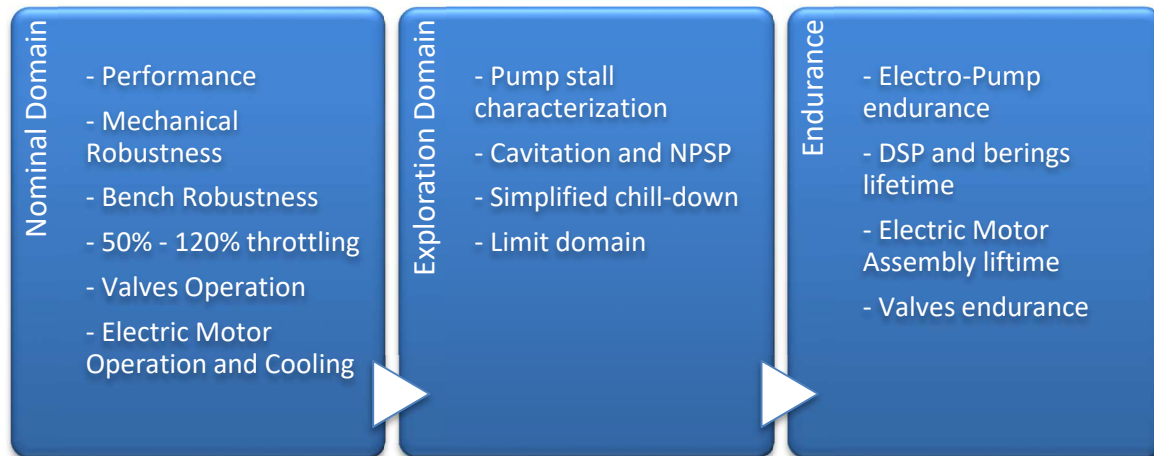 Nominal Domain
- Performance
- Mechanical
Robustness
- Bench Robustness
- 50% - 120% throttling
- Valves Operation
- Electric Motor
Operation and Cooling
Exploration Domain
- Pump stall
characterization
- Cavitation and NPSP
- Simplified chill-down
- Limit domain
Endurance
- Electro-Pump
endurance
- DSP and berings
lifetime
- Electric Motor
Assembly liftime
- Valves endurance